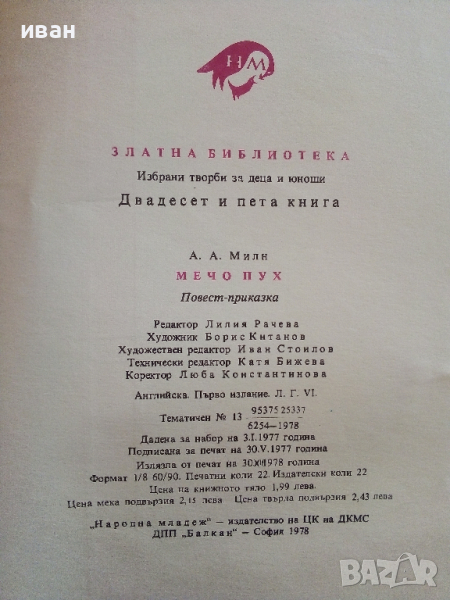 иван
НМ
ЗЛАТНА БИБЛИОТЕКА
Избрани творби за деца и юноши
Двадесет и пета книга
А. А. Милн
МЕЧО ПУХ
Повест-приказка
Редактор Лилия Рачева
Художник Борис Китанов
Художествен редактор Иван Стоилов
Технически редактор Катя Бижева
Коректор Люба Константинова
Английска. Първо издание. Л. Г. VI.
Тематичен № 13 95375 25337
6254—1978
Дадена за набор на 3.I.1977 година
Подписана за печат на 30.V.1977 година
Излязла от печат на 1978 година
Формат 1/8 60/90. Печатни коли 22. Издателски коли 22
Цена на книжното тяло 1,99 лева.
Цена мека подвързия 2,15 лева Цена твърда подвързия 2,43 лева
„Народна младеж" — издателство на ЦК на ДКМС
ДПП „Балкан" — София 1978
BAZAR